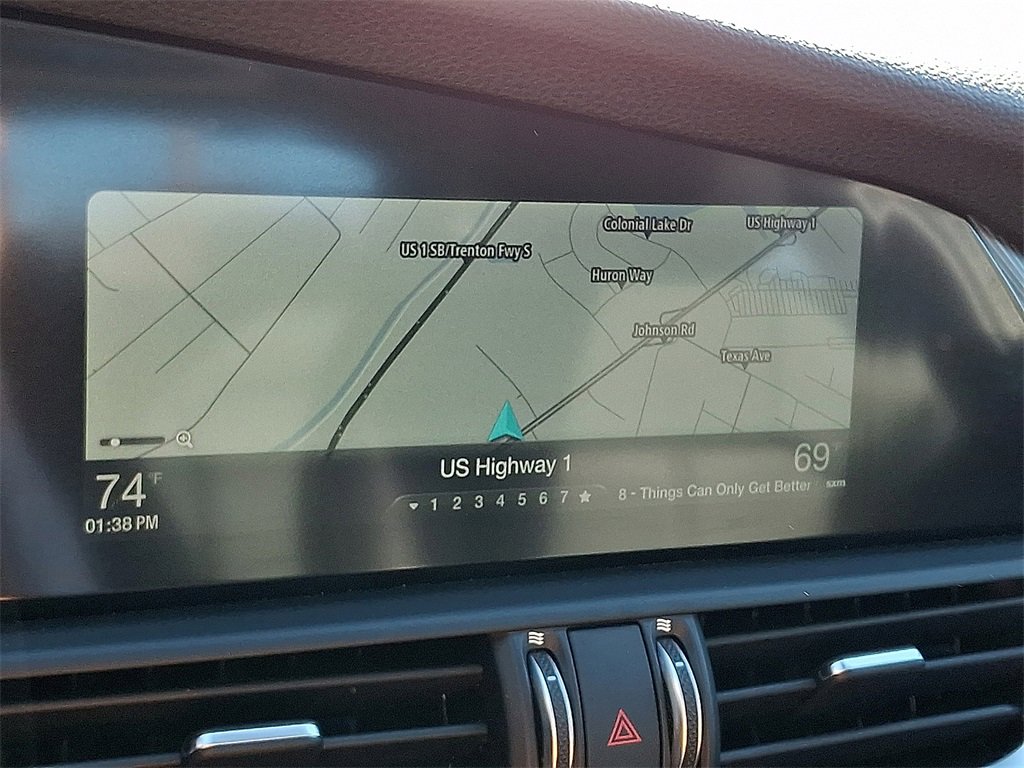 Colonial Lake Dr
US Highway 1
US 1 SB/Trenton Fwy S
Huron Way
Johnson Rd
Texas Ave
US Highway 1
74 °F
69 °F
1 2 3 4 5 6 7
8 - Things Can Only Get Better sxm
01:38 PM